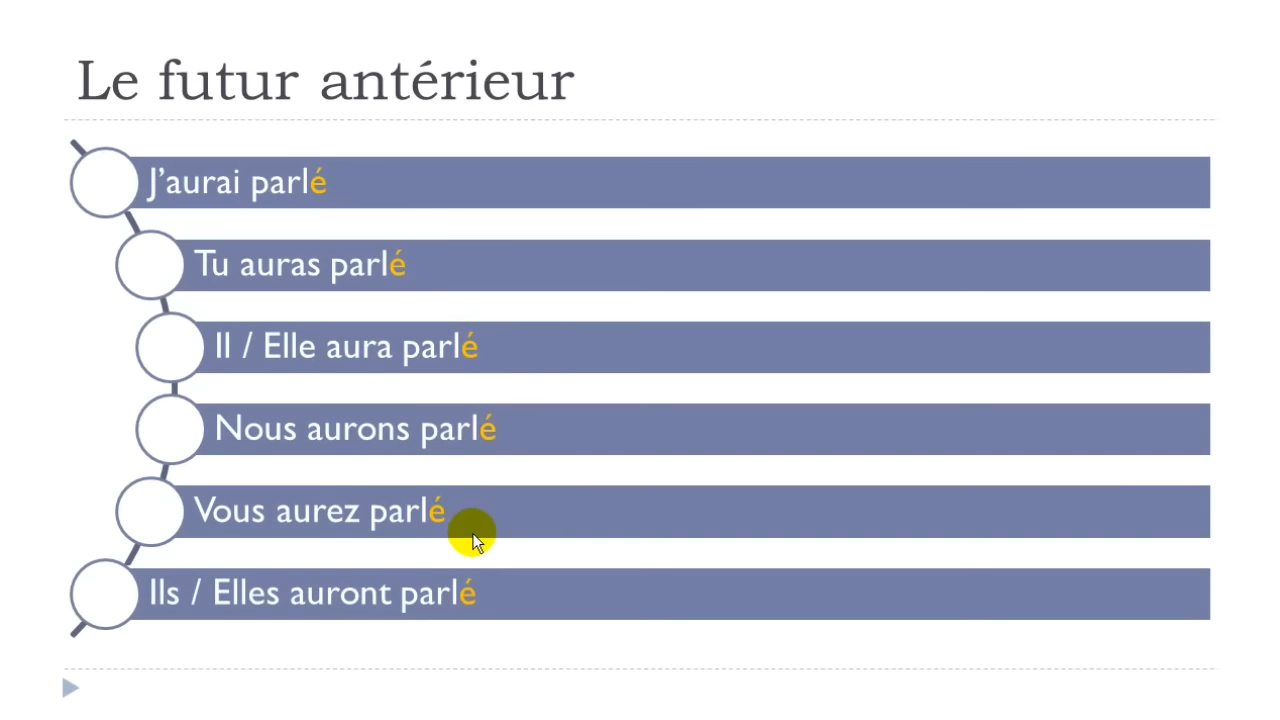 Le futur antérieur
J’aurai parlé
Tu auras parlé
Il / Elle aura parlé
Nous aurons parlé
Vous aurez parlé
Ils / Elles auront parlé